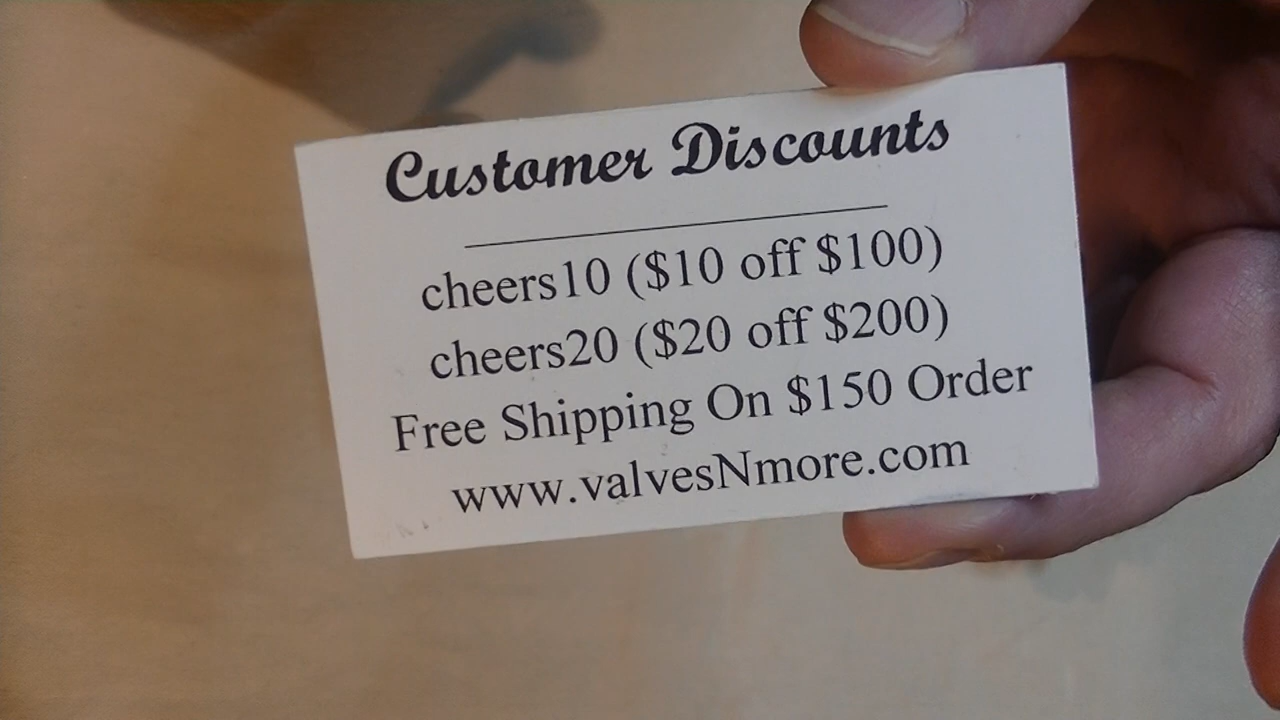 Customer Discounts
cheers10 ($10 off $100)
cheers20 ($20 off $200)
Free Shipping On $150 Order
www.valvesNmore.com